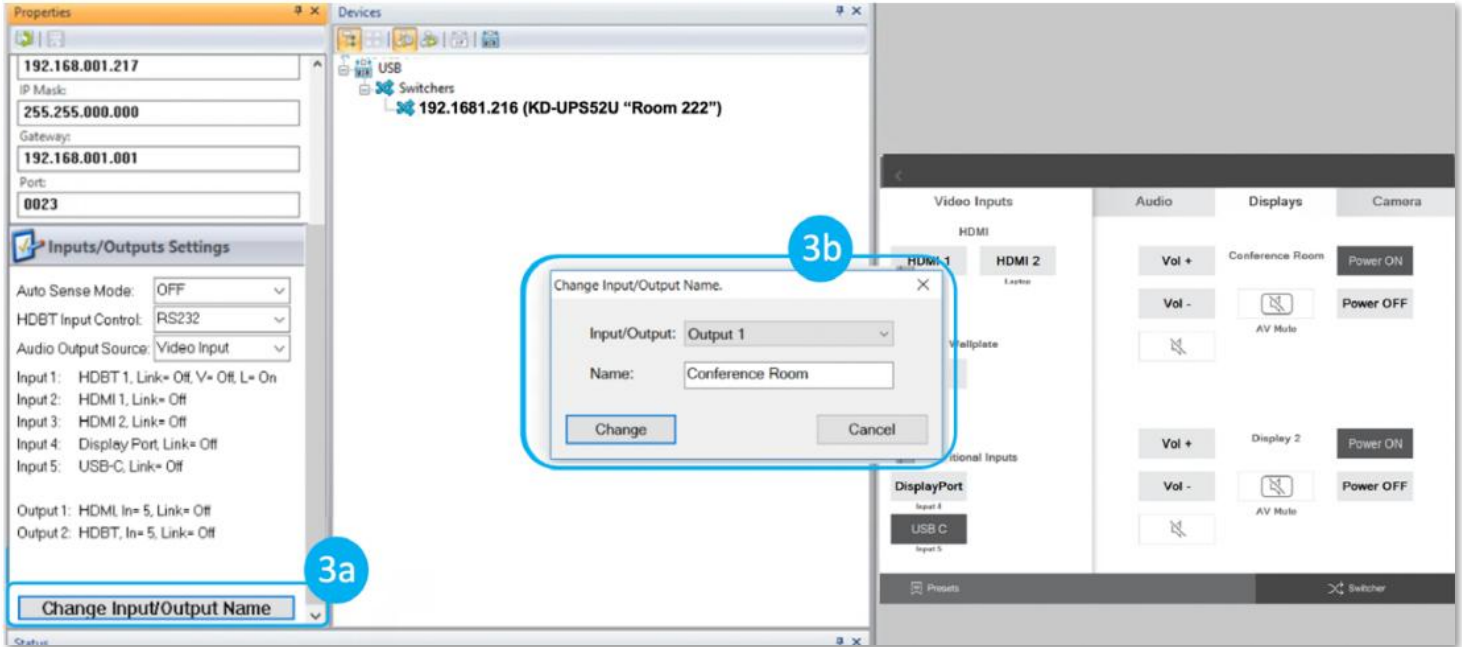 Properties
192.168.001.217
IP Mask:
255.255.000.000
Gateway:
192.168.001.001
Port:
0023
Inputs/Outputs Settings
Auto Sense Mode: OFF
HDBT Input Control: RS232
Audio Output Source: Video Input
Input 1: HDBT 1, Link= Off, V= Off, L= On
Input 2: HDMI 1, Link= Off
Input 3: HDMI 2, Link= Off
Input 4: Display Port, Link= Off
Input 5: USB-C, Link= Off
Output 1: HDMI, In= 5, Link= Off
Output 2: HDBT, In= 5, Link= Off
3a
Change Input/Output Name
Status
Devices
USB
Switchers
192.1681.216 (KD-UPS52U “Room 222”)
3b
Change Input/Output Name.
Input/Output: Output 1
Name: Conference Room
Change Cancel
Video Inputs
HDMI
HDMI 1 HDMI 2
Laptop
Wallplate
itional Inputs
DisplayPort
Input 4
USB C
Input 5
Audio Displays Camera
Vol + Conference Room Power ON
Vol - Power OFF
AV Mute
Vol + Display 2 Power ON
Vol - Power OFF
AV Mute
Presets Switcher